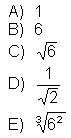 A) 1
B) 6
C) √6
D) 1/√2
E) ∛6²